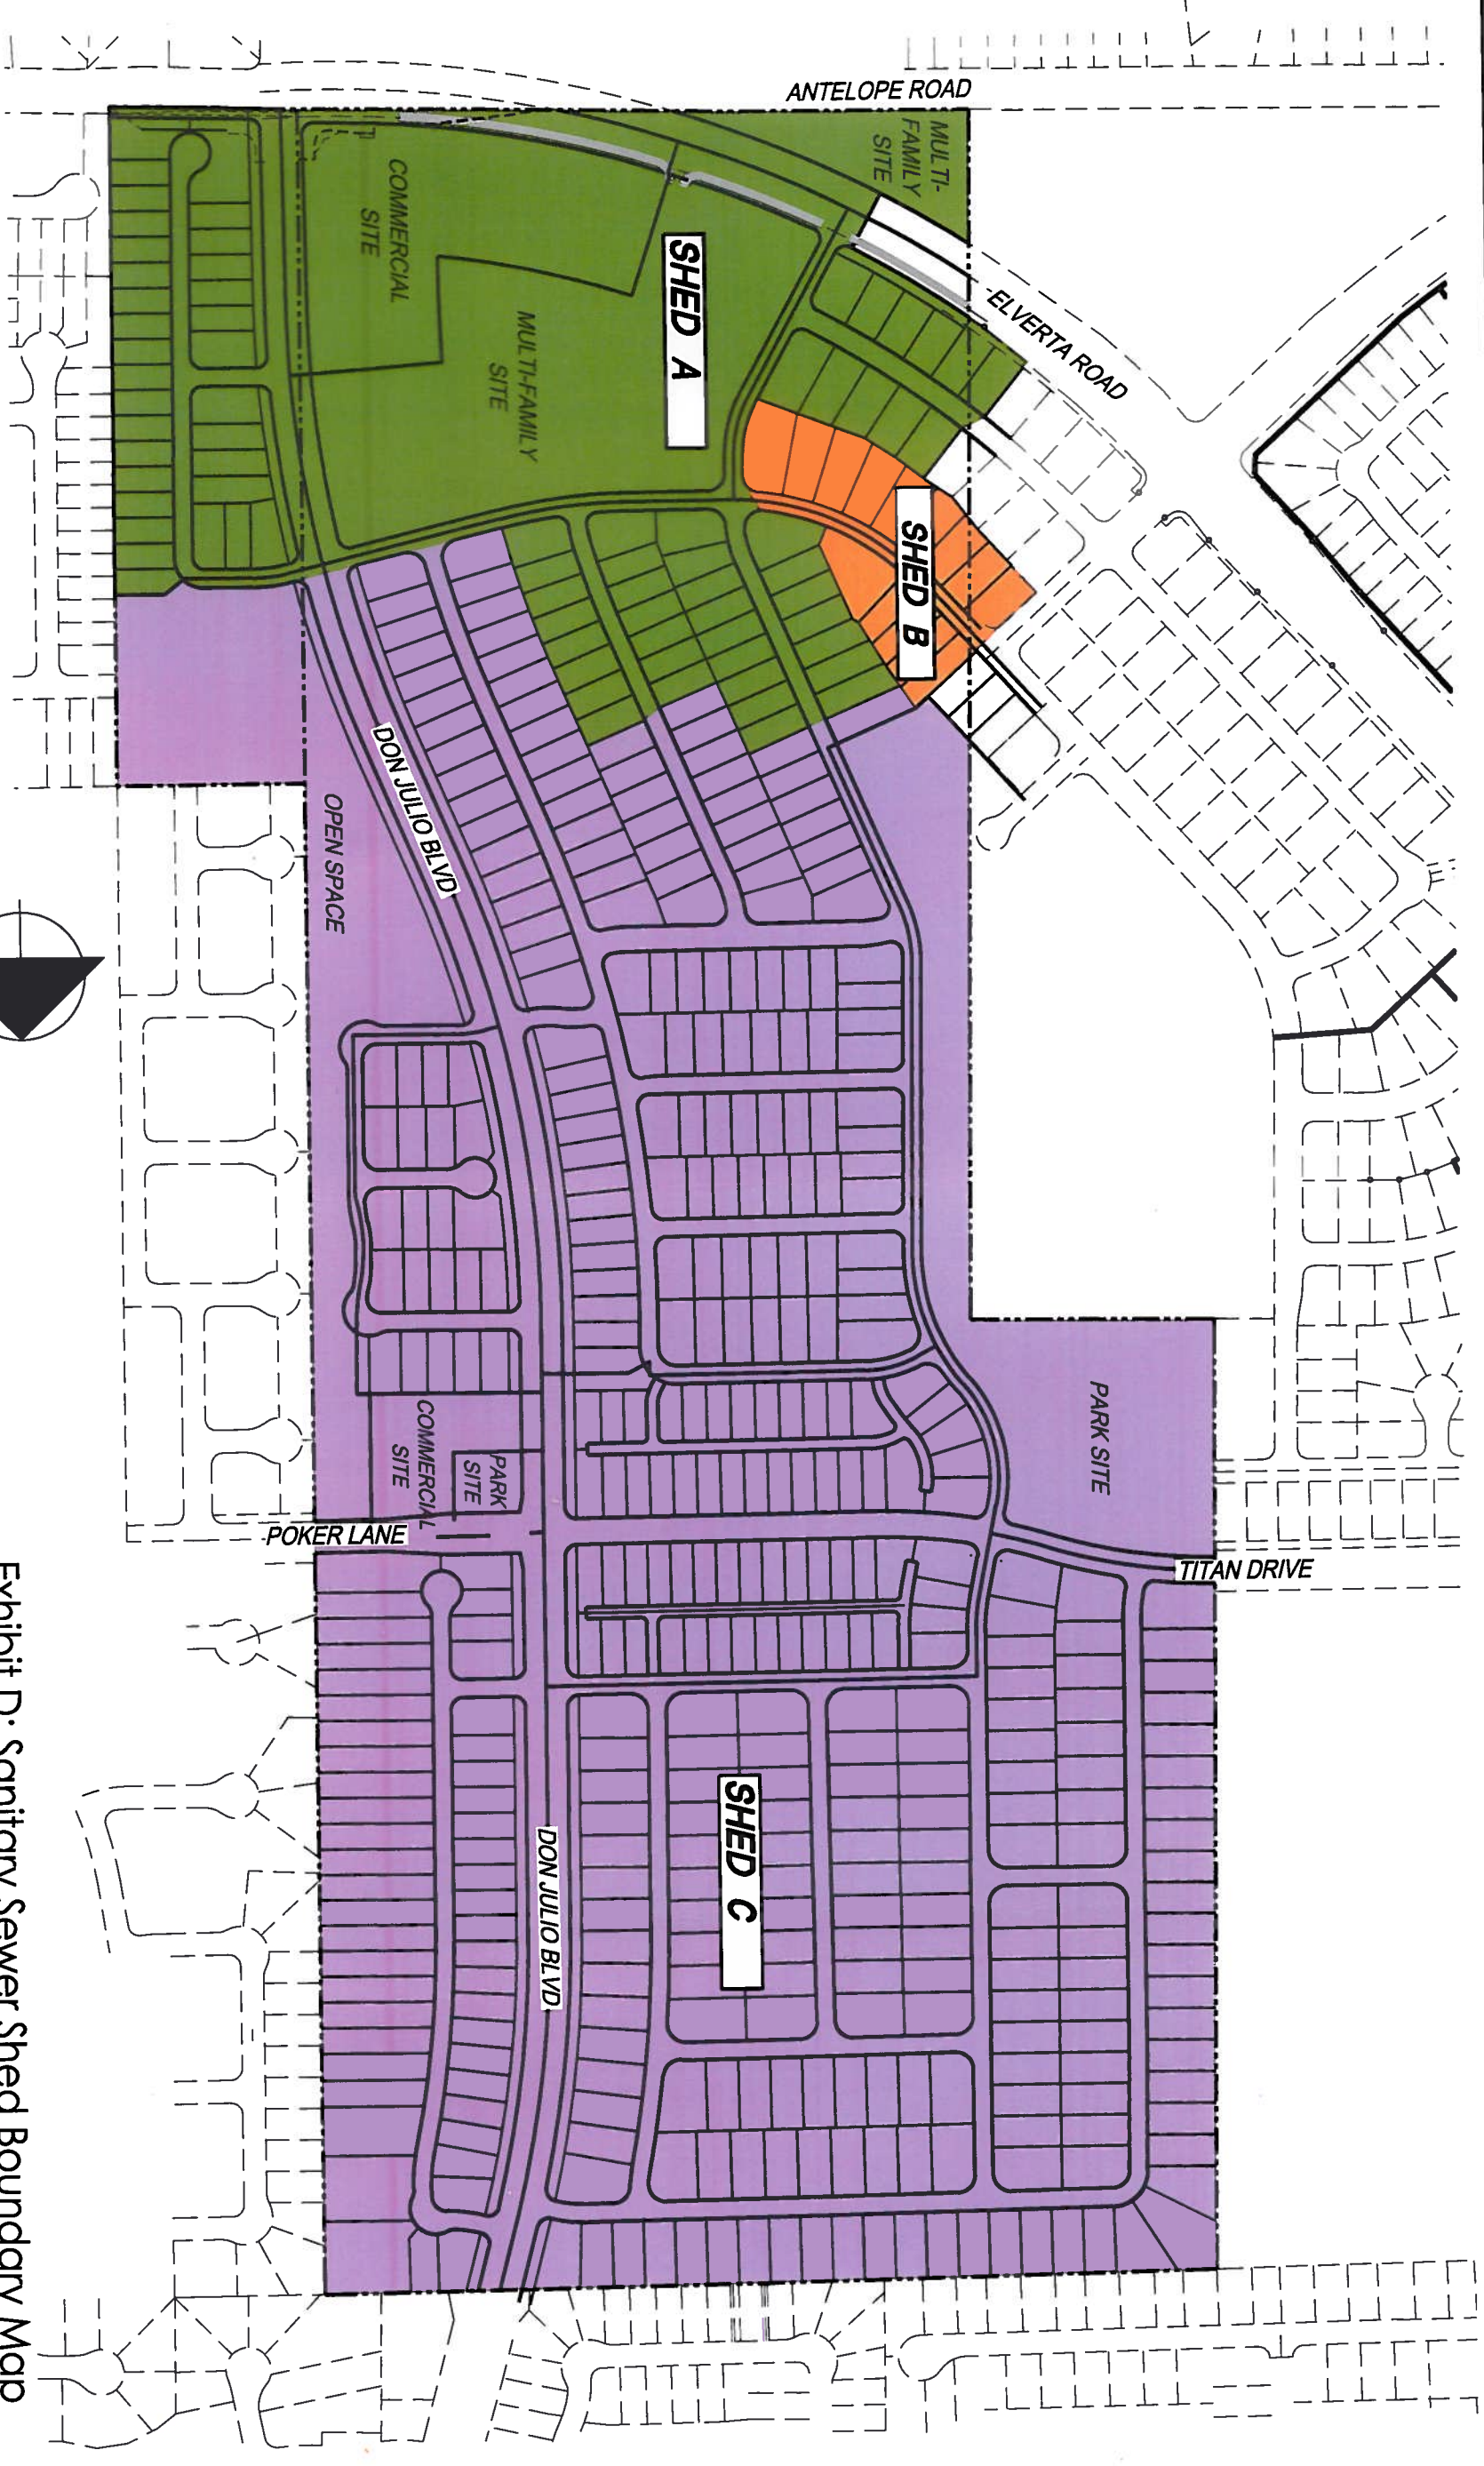 ANTELOPE ROAD
MULTI-
FAMILY
SITE
COMMERCIAL
SITE
SHED A
ELVERTA ROAD
MULTI-FAMILY
SITE
SHED B
DON JULIO BLVD
OPEN SPACE
PARK SITE
COMMERCIAL
SITE
PARK
SITE
POKER LANE
TITAN DRIVE
SHED C
DON JULIO BLVD
Exhibit D: Sanitary Sewer Shed Boundary Map